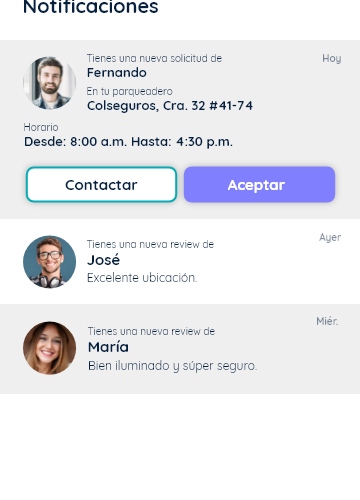 Notificaciones
Tienes una nueva solicitud de
Hoy
Fernando
En tu parqueadero
Colseguros, Cra. 32 #41-74
Horario
Desde: 8:00 a.m. Hasta: 4:30 p.m.
Contactar
Aceptar
Ayer
Tienes una nueva review de
José
Excelente ubicación.
Miér.
Tienes una nueva review de
María
Bien iluminado y súper seguro.